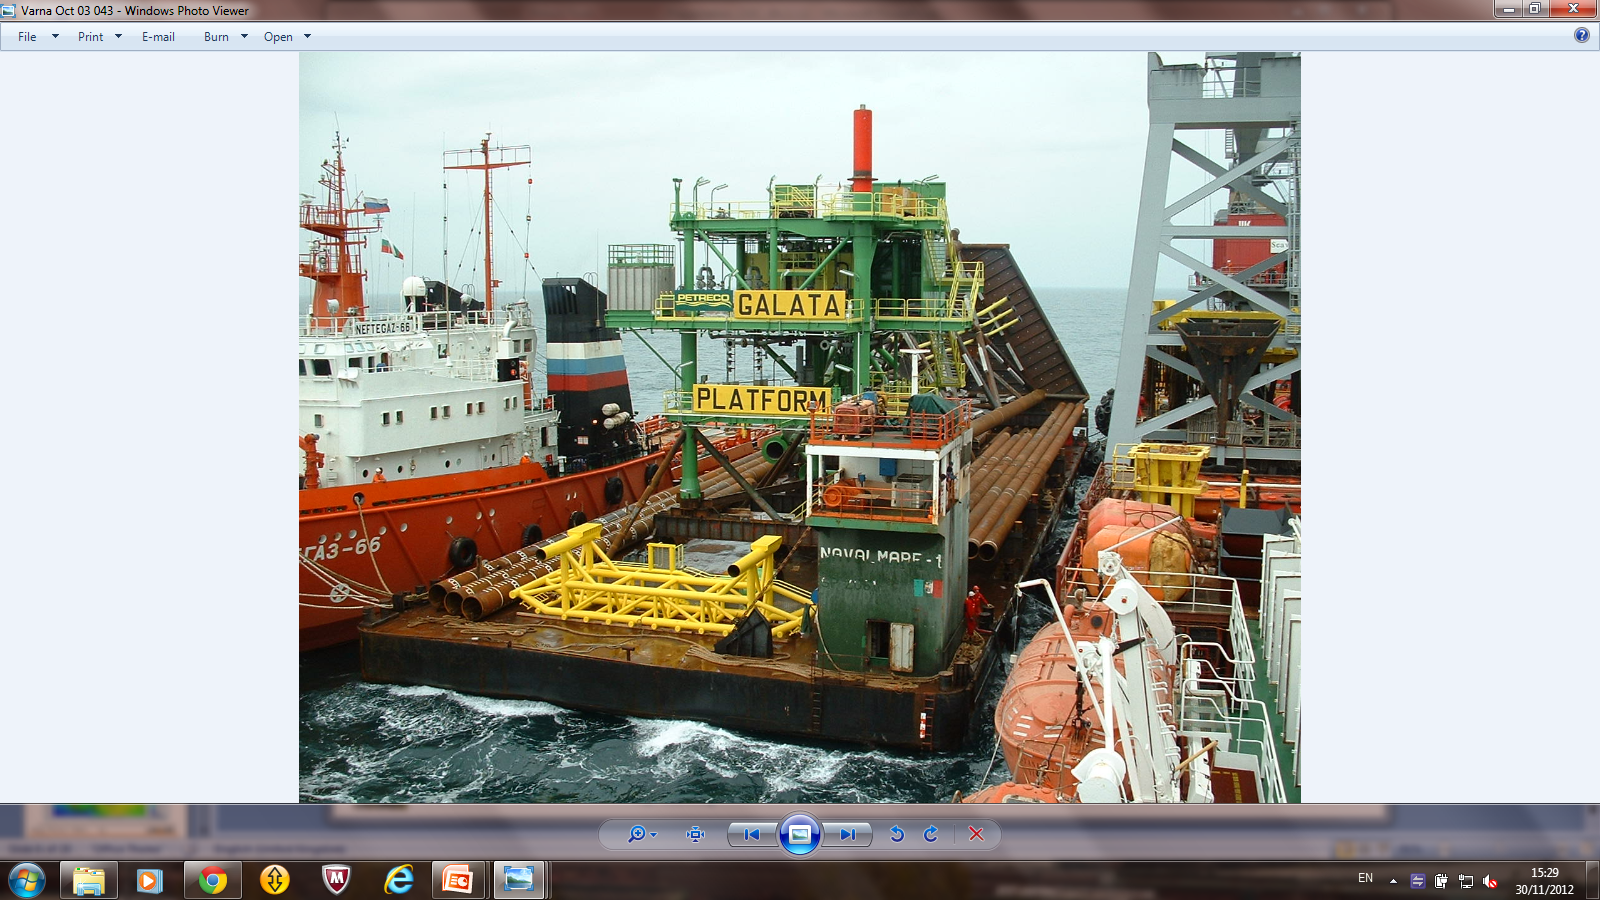 Varna Oct 03 043 - Windows Photo Viewer
File
Print
E-mail
Burn
Open
NEFTEGAZ-66
PETRECO
GALATA
PLATFORM
ГАЗ-66
NAVALMARE-1
EN
15:29
30/11/2012